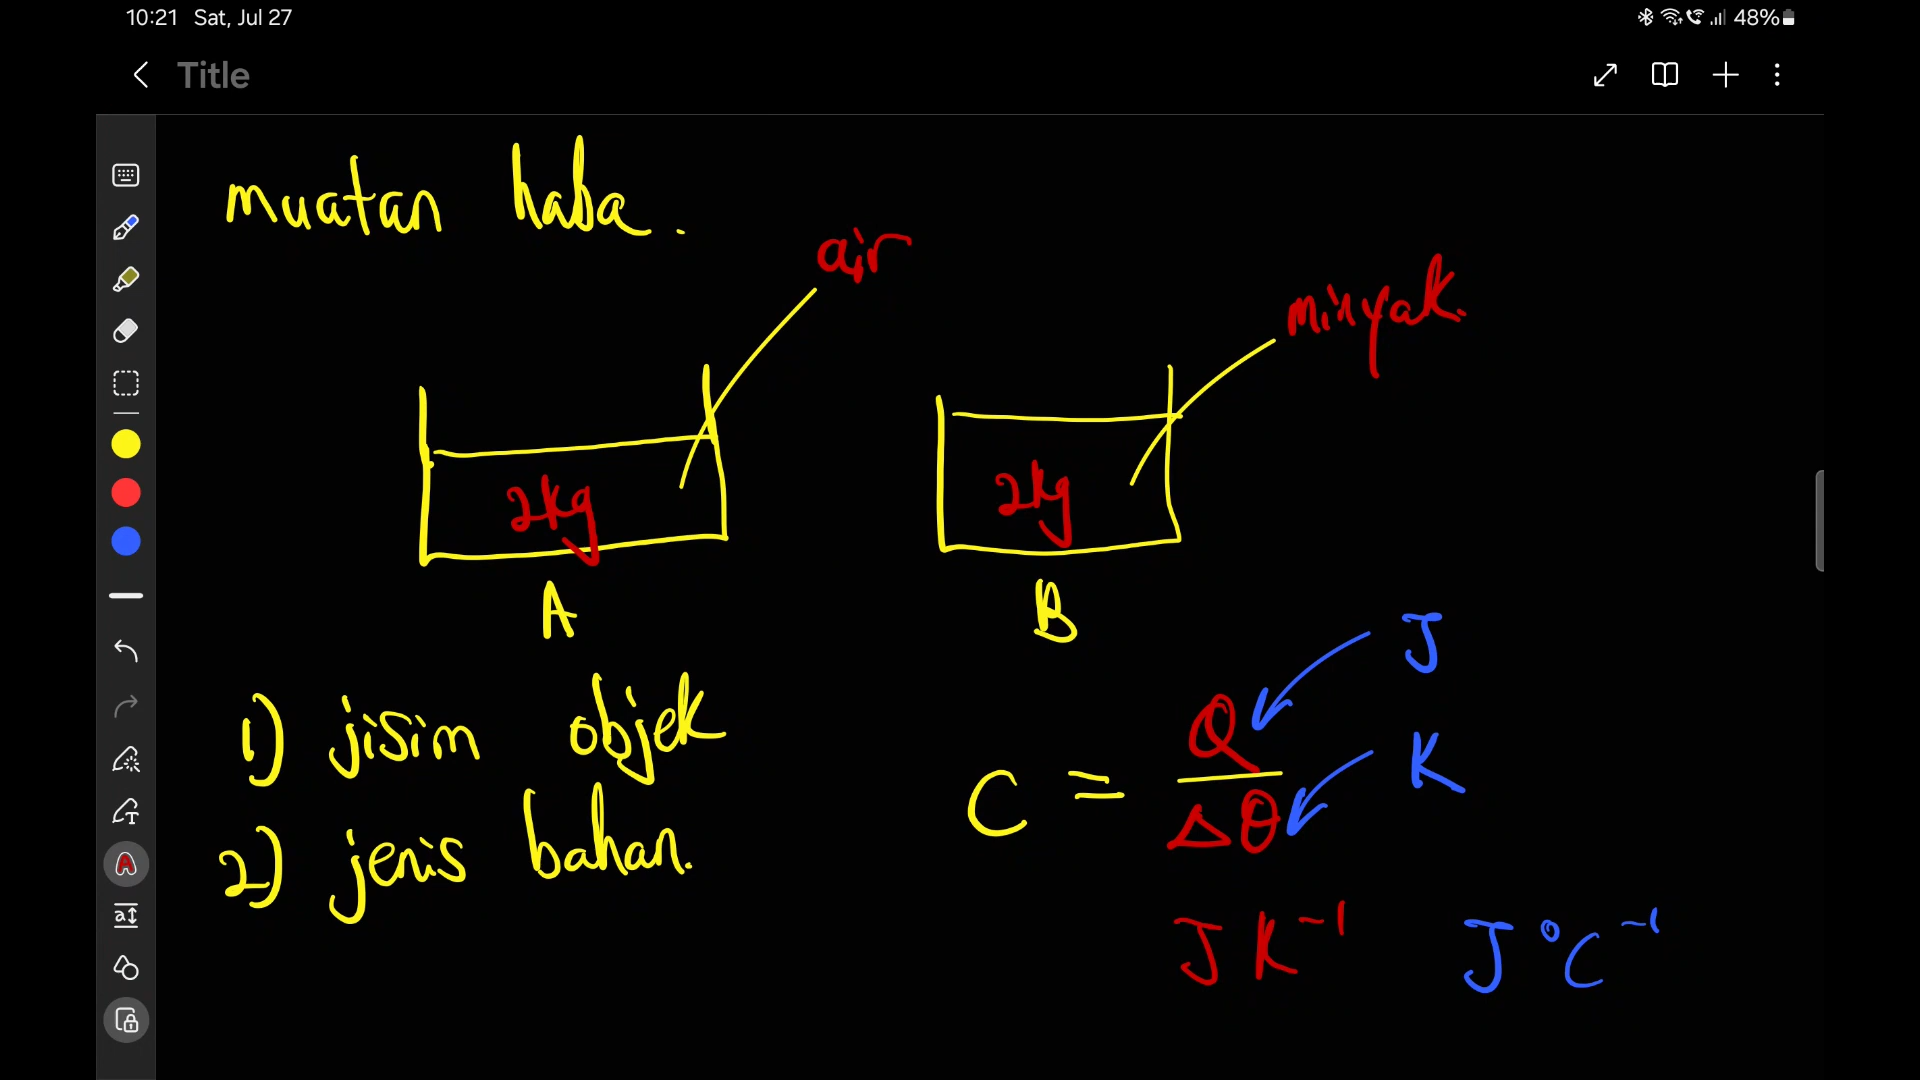 10:21 Sat, Jul 27 48%
Title
muatan haba.
air
minyak.
2kg 2kg
A B
J
1) jisim objek
C = Q/Δθ
K
2) jenis bahan.
J K⁻¹ J °C⁻¹